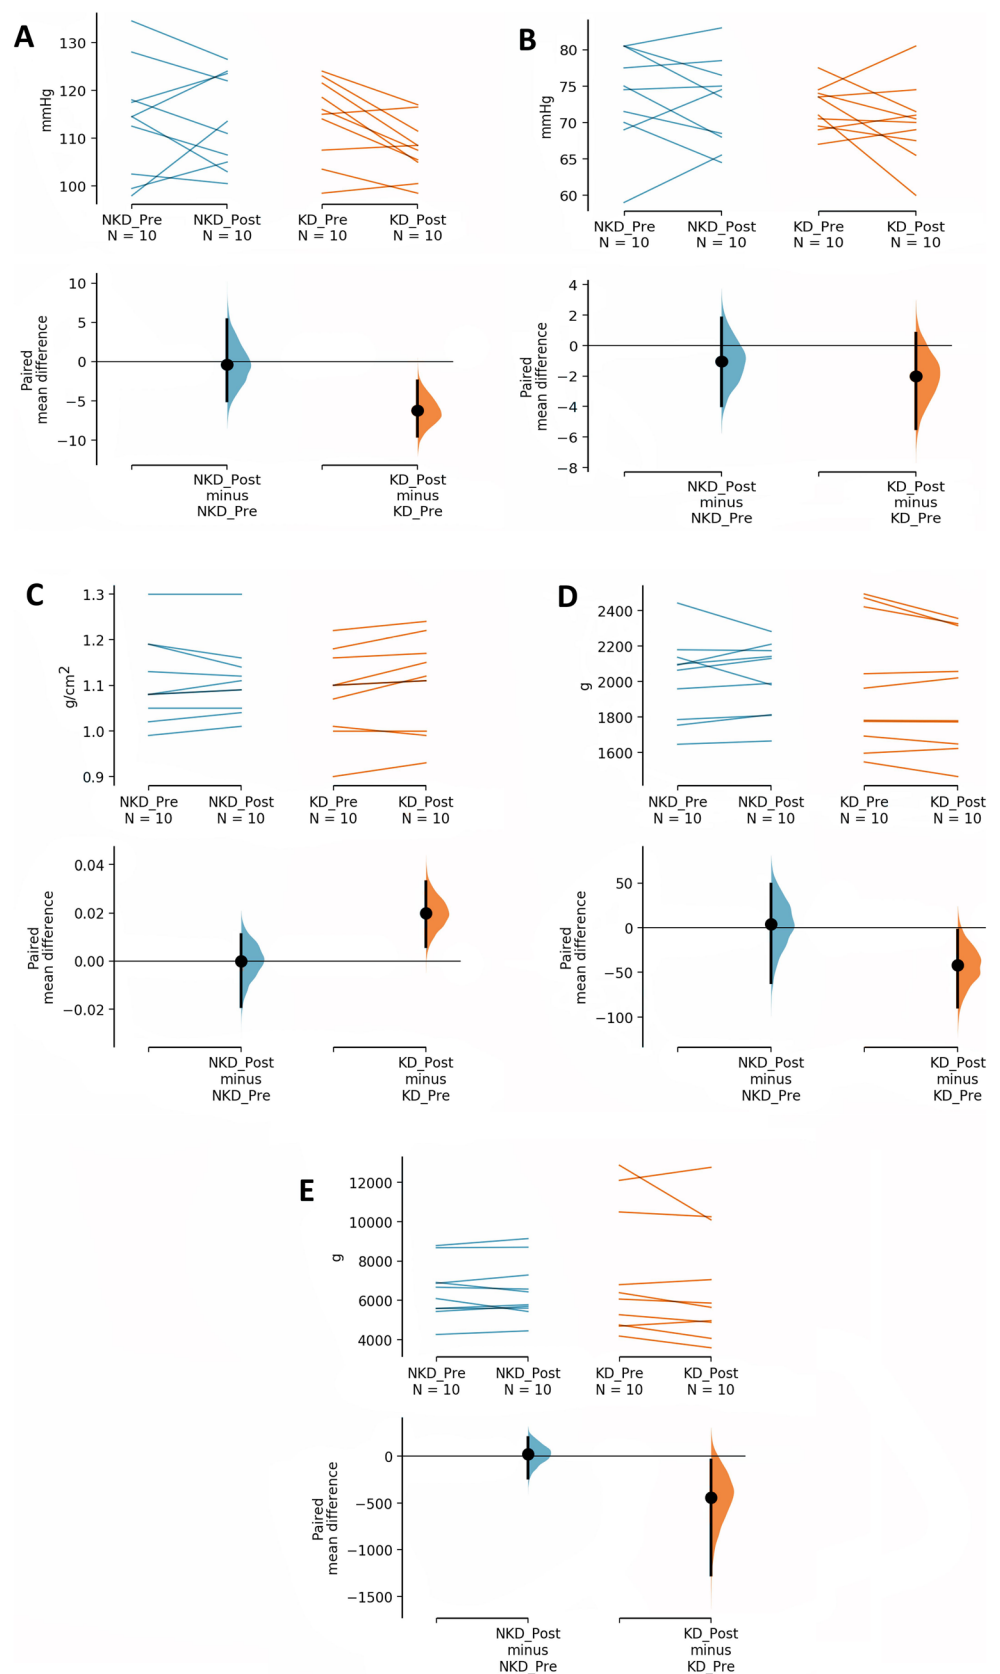 A
mmHg
130
120
110
100
NKD_Pre
N = 10
NKD_Post
N = 10
KD_Pre
N = 10
KD_Post
N = 10
Paired
mean difference
10
5
0
−5
−10
NKD_Post
minus
NKD_Pre
KD_Post
minus
KD_Pre
B
mmHg
80
75
70
65
60
NKD_Pre
N = 10
NKD_Post
N = 10
KD_Pre
N = 10
KD_Post
N = 10
Paired
mean difference
4
2
0
−2
−4
−6
−8
NKD_Post
minus
NKD_Pre
KD_Post
minus
KD_Pre
C
g/cm²
1.3
1.2
1.1
1.0
0.9
NKD_Pre
N = 10
NKD_Post
N = 10
KD_Pre
N = 10
KD_Post
N = 10
Paired
mean difference
0.04
0.02
0.00
−0.02
NKD_Post
minus
NKD_Pre
KD_Post
minus
KD_Pre
D
g
2400
2200
2000
1800
1600
NKD_Pre
N = 10
NKD_Post
N = 10
KD_Pre
N = 10
KD_Post
N = 10
Paired
mean difference
50
0
−50
−100
NKD_Post
minus
NKD_Pre
KD_Post
minus
KD_Pre
E
g
12000
10000
8000
6000
4000
NKD_Pre
N = 10
NKD_Post
N = 10
KD_Pre
N = 10
KD_Post
N = 10
Paired
mean difference
0
−500
−1000
−1500
NKD_Post
minus
NKD_Pre
KD_Post
minus
KD_Pre